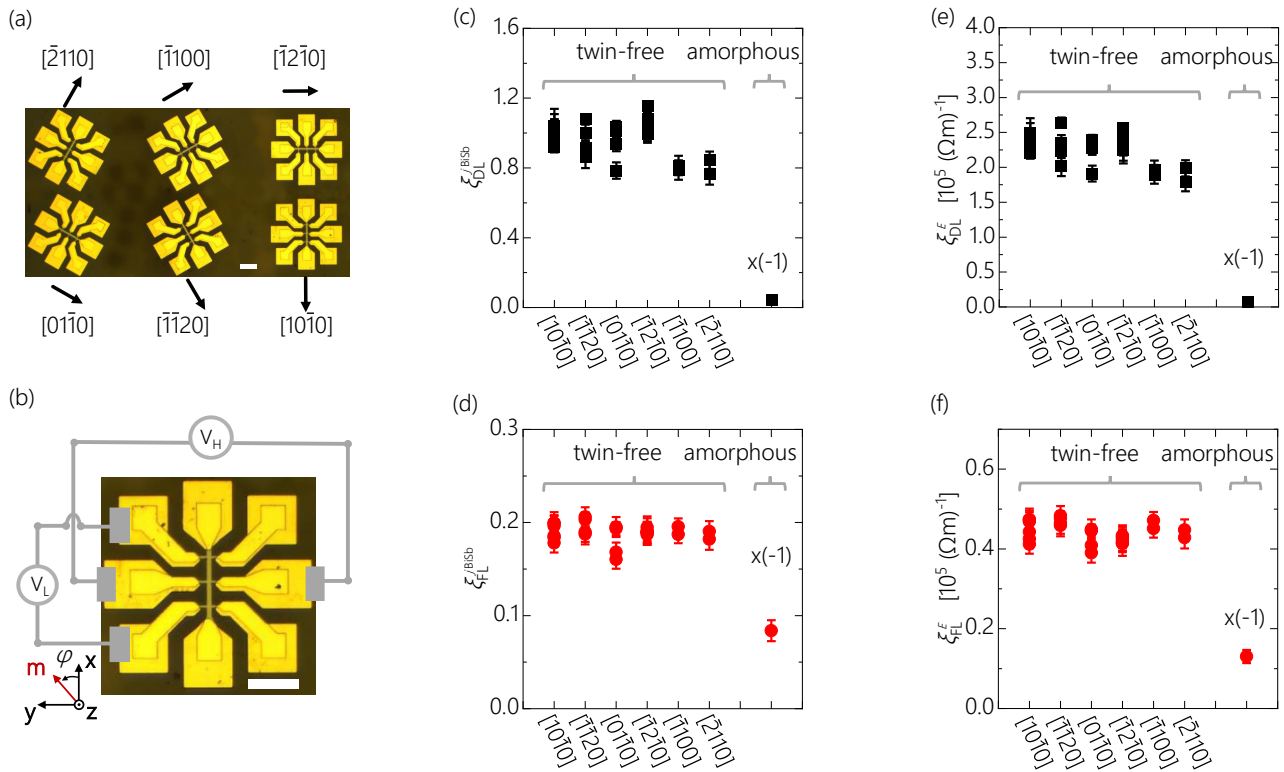 (a)
[2̄110]
[1̄100]
[1̄21̄0]
[011̄0]
[1̄1̄20]
[101̄0]
(b)
V_H
V_L
φ
x
m
y
z
(c)
1.6
1.2
0.8
0.4
0.0
ξ_DL^{jBiSb}
twin-free
amorphous
x(-1)
[101̄0]
[1̄1̄20]
[011̄0]
[1̄21̄0]
[1̄100]
[2̄110]
(d)
0.3
0.2
0.1
0.0
ξ_FL^{jBiSb}
twin-free
amorphous
x(-1)
[101̄0]
[1̄1̄20]
[011̄0]
[1̄21̄0]
[1̄100]
[2̄110]
(e)
4.0
3.5
3.0
2.5
2.0
1.5
1.0
0.5
0.0
ξ_DL^E [10⁵ (Ωm)⁻¹]
twin-free
amorphous
x(-1)
[101̄0]
[1̄1̄20]
[011̄0]
[1̄21̄0]
[1̄100]
[2̄110]
(f)
0.6
0.4
0.2
0.0
ξ_FL^E [10⁵ (Ωm)⁻¹]
twin-free
amorphous
x(-1)
[101̄0]
[1̄1̄20]
[011̄0]
[1̄21̄0]
[1̄100]
[2̄110]